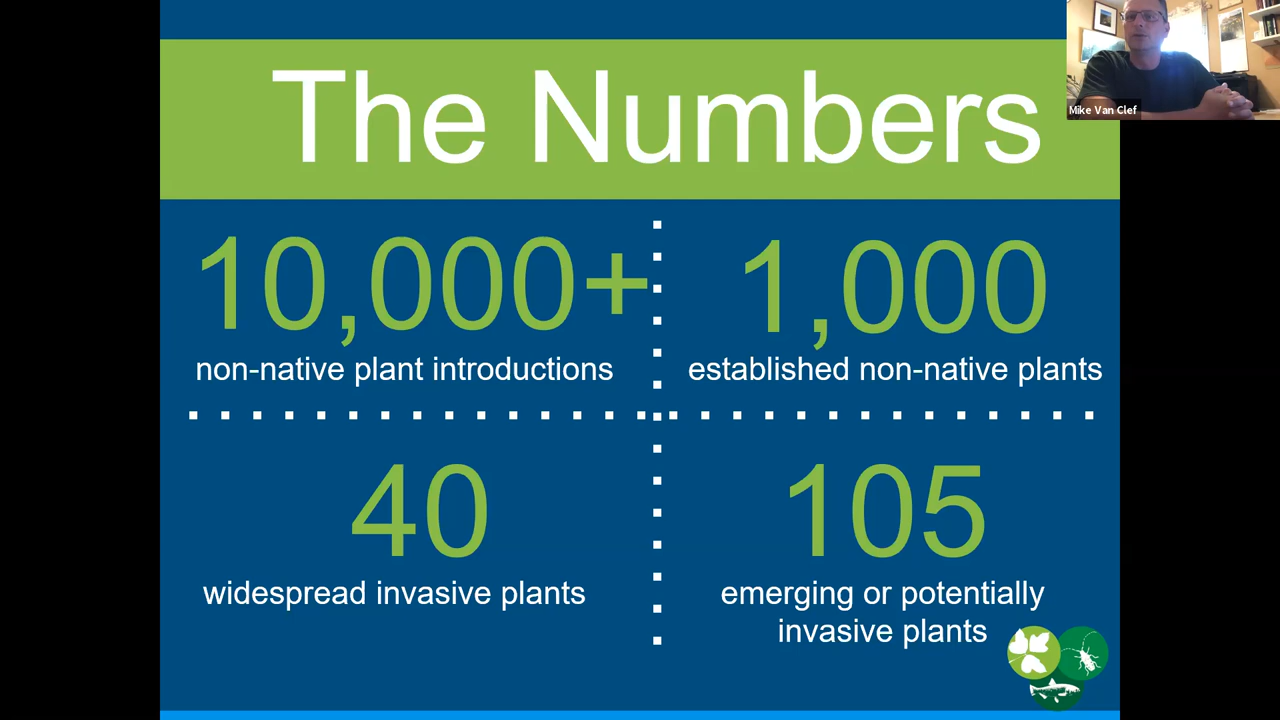 The Numbers
Mike Van Clef
10,000+
non-native plant introductions
1,000
established non-native plants
40
widespread invasive plants
105
emerging or potentially
invasive plants